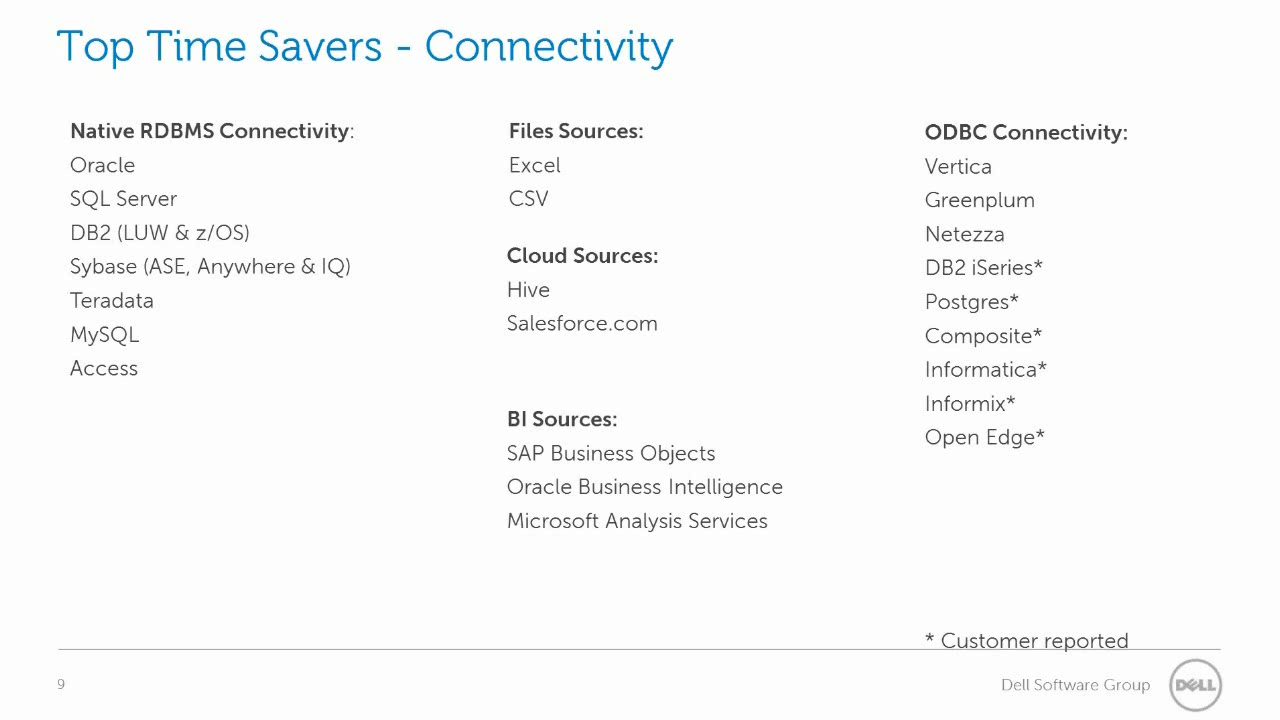 Top Time Savers - Connectivity
Native RDBMS Connectivity:
Oracle
SQL Server
DB2 (LUW & z/OS)
Sybase (ASE, Anywhere & IQ)
Teradata
MySQL
Access
Files Sources:
Excel
CSV
Cloud Sources:
Hive
Salesforce.com
BI Sources:
SAP Business Objects
Oracle Business Intelligence
Microsoft Analysis Services
ODBC Connectivity:
Vertica
Greenplum
Netezza
DB2 iSeries*
Postgres*
Composite*
Informatica*
Informix*
Open Edge*
* Customer reported
9
Dell Software Group
DELL